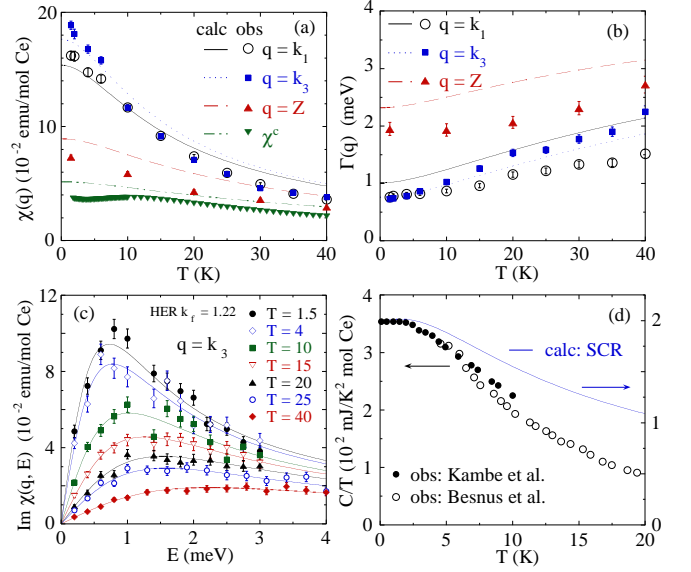 (a)
calc obs
q = k1
q = k3
q = Z
χc
χ(q) (10-2 emu/mol Ce)
20
10
0
0 10 20 30 40
T (K)
(b)
q = k1
q = k3
q = Z
Γ(q) (meV)
4
3
2
1
0
0 10 20 30 40
T (K)
(c)
HER kf = 1.22
q = k3
T = 1.5
T = 4
T = 10
T = 15
T = 20
T = 25
T = 40
Im χ(q, E) (10-2 emu/mol Ce)
12
10
8
6
4
2
0
0 1 2 3 4
E (meV)
(d)
calc: SCR
obs: Kambe et al.
obs: Besnus et al.
C/T (102 mJ/K2 mol Ce)
4
3
2
1
0
2
1
0
0 5 10 15 20
T (K)